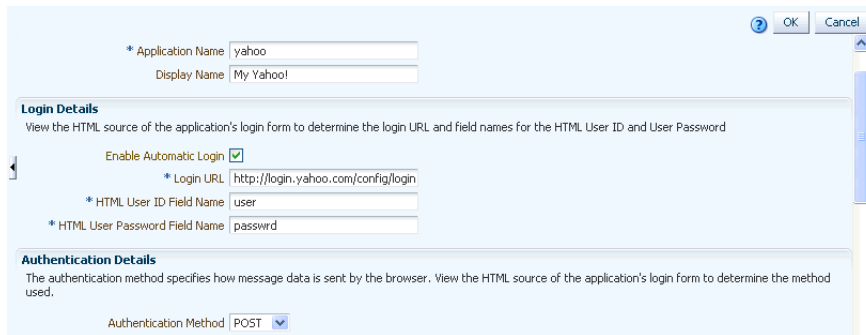 OK Cancel
* Application Name yahoo
Display Name My Yahoo!
Login Details
View the HTML source of the application's login form to determine the login URL and field names for the HTML User ID and User Password
Enable Automatic Login
* Login URL http://login.yahoo.com/config/login
* HTML User ID Field Name user
* HTML User Password Field Name passwrd
Authentication Details
The authentication method specifies how message data is sent by the browser. View the HTML source of the application's login form to determine the method
used.
Authentication Method POST